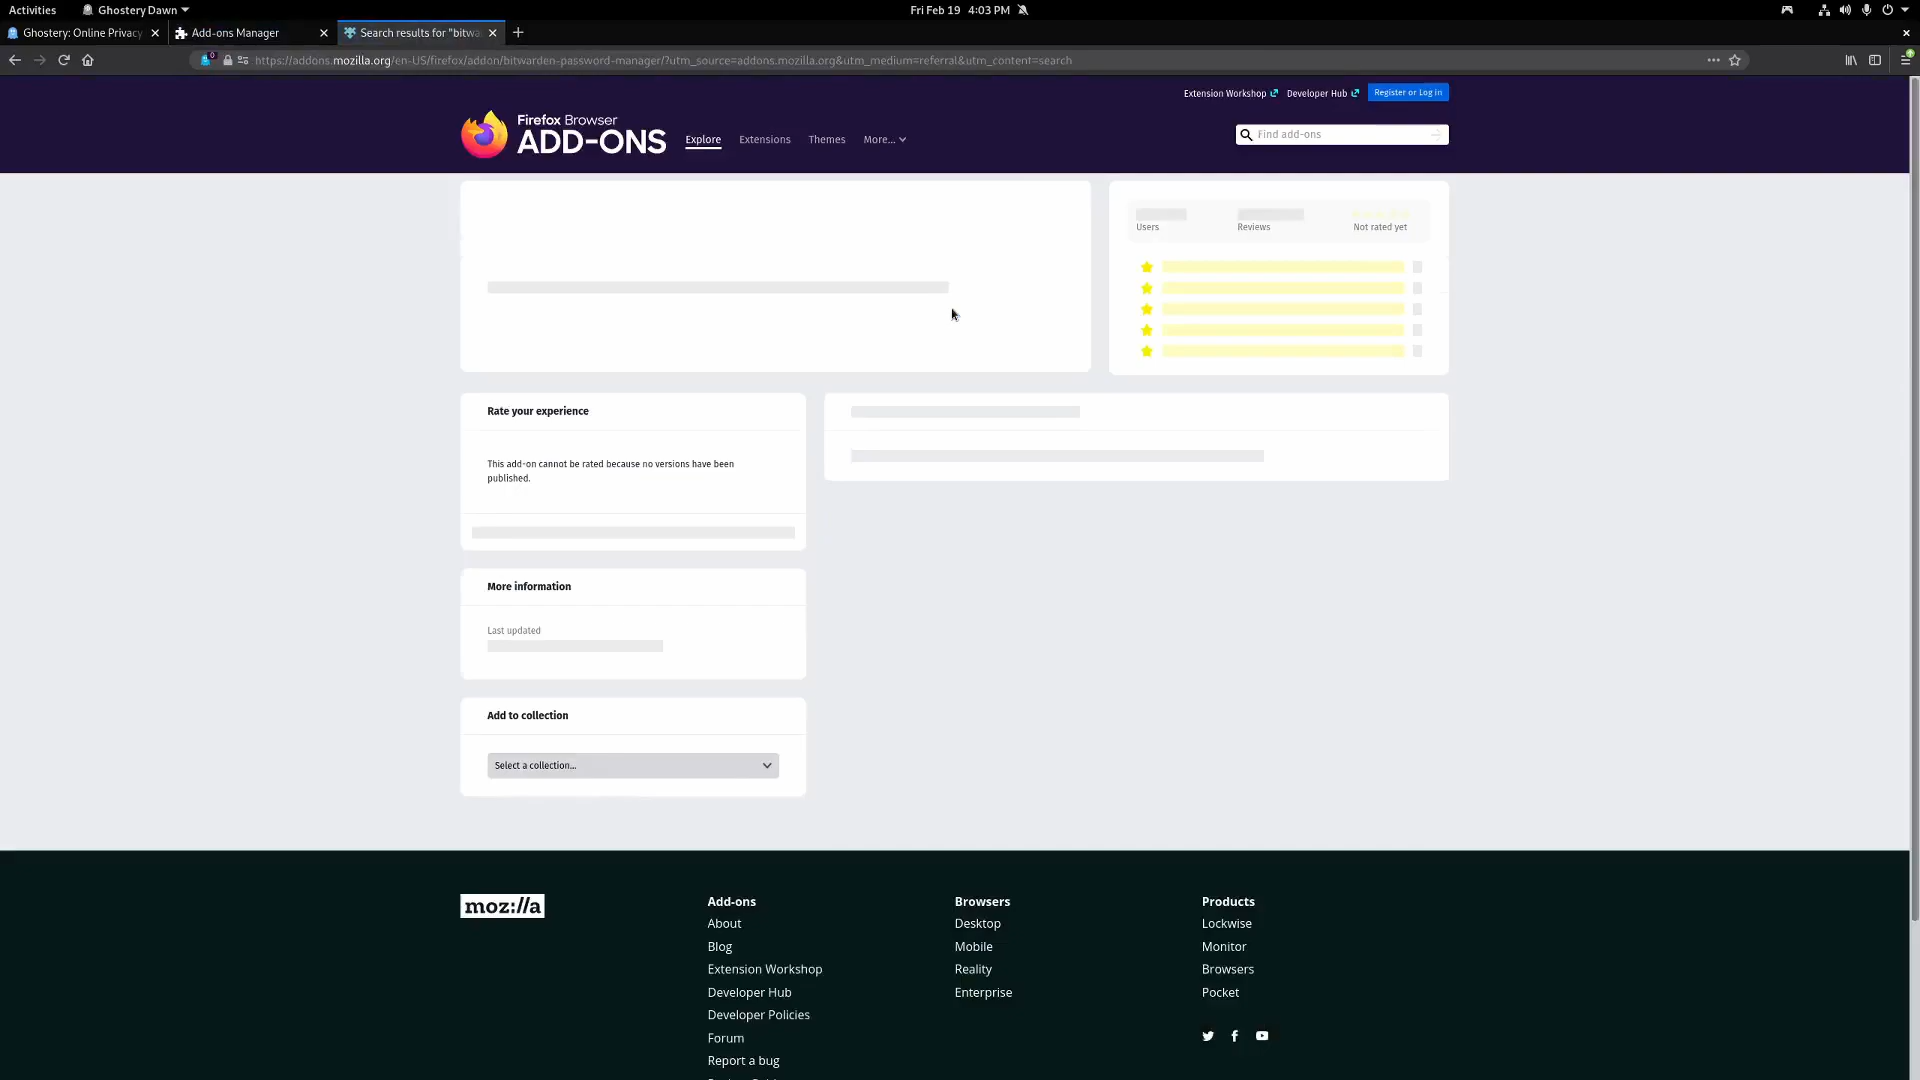 Activities
Ghostery Dawn
Fri Feb 19 4:03 PM
Ghostery: Online Privacy
Add-ons Manager
Search results for "bitwa
0
https://addons.mozilla.org/en-US/firefox/addon/bitwarden-password-manager/?utm_source=addons.mozilla.org&utm_medium=referral&utm_content=search
Extension Workshop
Developer Hub
Register or Log in
Firefox Browser
ADD-ONS
Explore
Extensions
Themes
More...
Find add-ons
Users
Reviews
Not rated yet
Rate your experience
This add-on cannot be rated because no versions have been
published.
More information
Last updated
Add to collection
Select a collection...
moz://a
Add-ons
About
Blog
Extension Workshop
Developer Hub
Developer Policies
Forum
Report a bug
Browsers
Desktop
Mobile
Reality
Enterprise
Products
Lockwise
Monitor
Browsers
Pocket